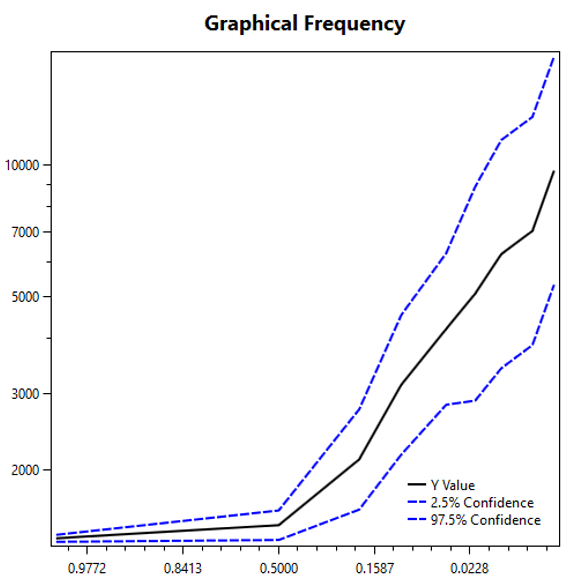 Graphical Frequency
10000
7000
5000
3000
2000
Y Value
2.5% Confidence
97.5% Confidence
0.9772 0.8413 0.5000 0.1587 0.0228